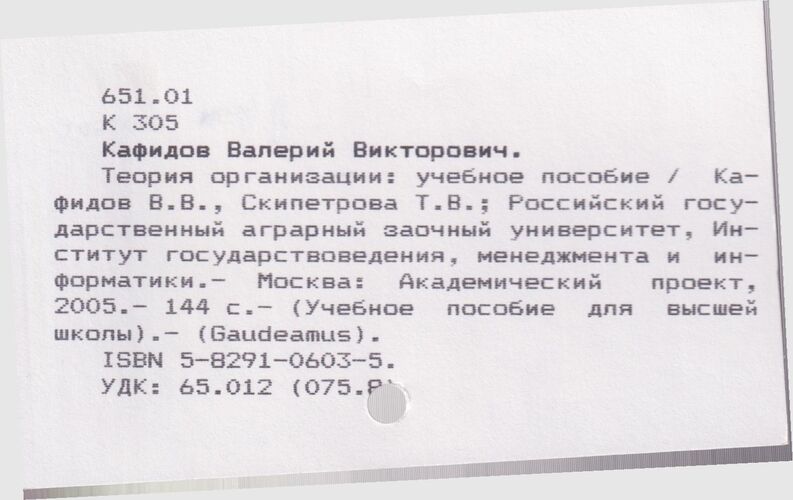 651.01
К 305
Кафидов Валерий Викторович.
Теория организации: учебное пособие / Ка-
фидов В.В., Скипетрова Т.В.; Российский госу-
дарственный аграрный заочный университет, Ин-
ститут государствоведения, менеджмента и ин-
форматики.- Москва: Академический проект,
2005.- 144 с.- (Учебное пособие для высшей
школы).- (Gaudeamus).
ISBN 5-8291-0603-5.
УДК: 65.012 (075.8)